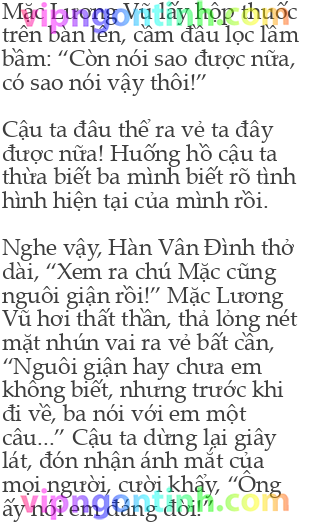 Mặc Lương Vũ lấy hộp thuốc
trên bàn lên, cắm đầu lọc lẩm
bẩm: “Còn nói sao được nữa,
có sao nói vậy thôi!”
Cậu ta đâu thể ra vẻ ta đây
được nữa! Huống hồ cậu ta
thừa biết ba mình biết rõ tình
hình hiện tại của mình rồi.
Nghe vậy, Hàn Vân Đình thở
dài, “Xem ra chú Mặc cũng
nguôi giận rồi!” Mặc Lương
Vũ hơi thất thần, thả lỏng nét
mặt nhún vai ra vẻ bất cần,
“Nguôi giận hay chưa em
không biết, nhưng trước khi
đi về, ba nói với em một
câu...” Cậu ta dừng lại giây
lát, đón nhận ánh mắt của
mọi người, cười khẩy, “Ông
ấy nói em đáng đời!”
vipngontinh.com